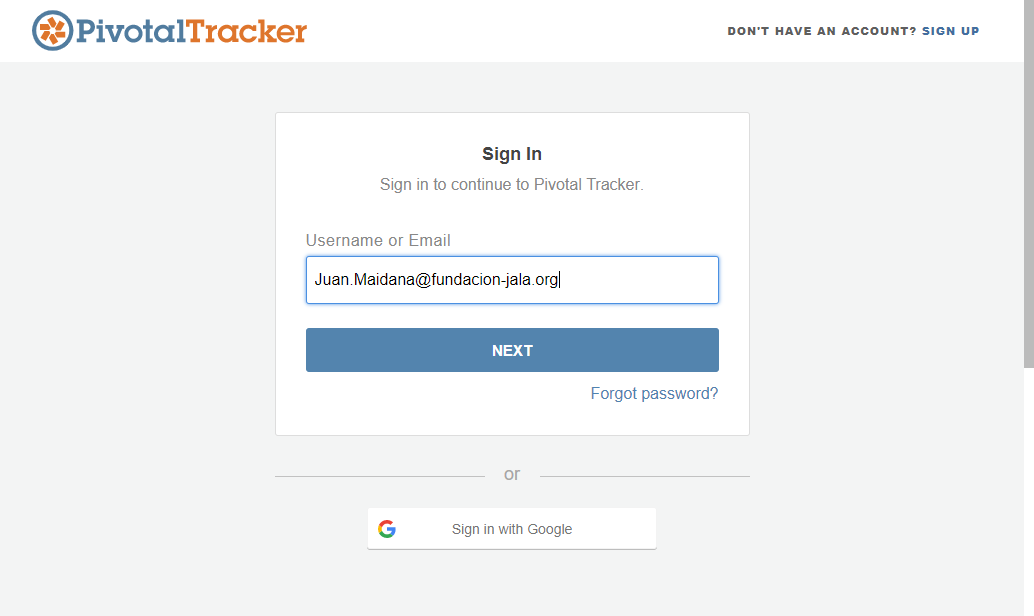 PivotalTracker
DON'T HAVE AN ACCOUNT? SIGN UP
Sign In
Sign in to continue to Pivotal Tracker.
Username or Email
Juan.Maidana@fundacion-jala.org
NEXT
Forgot password?
or
Sign in with Google